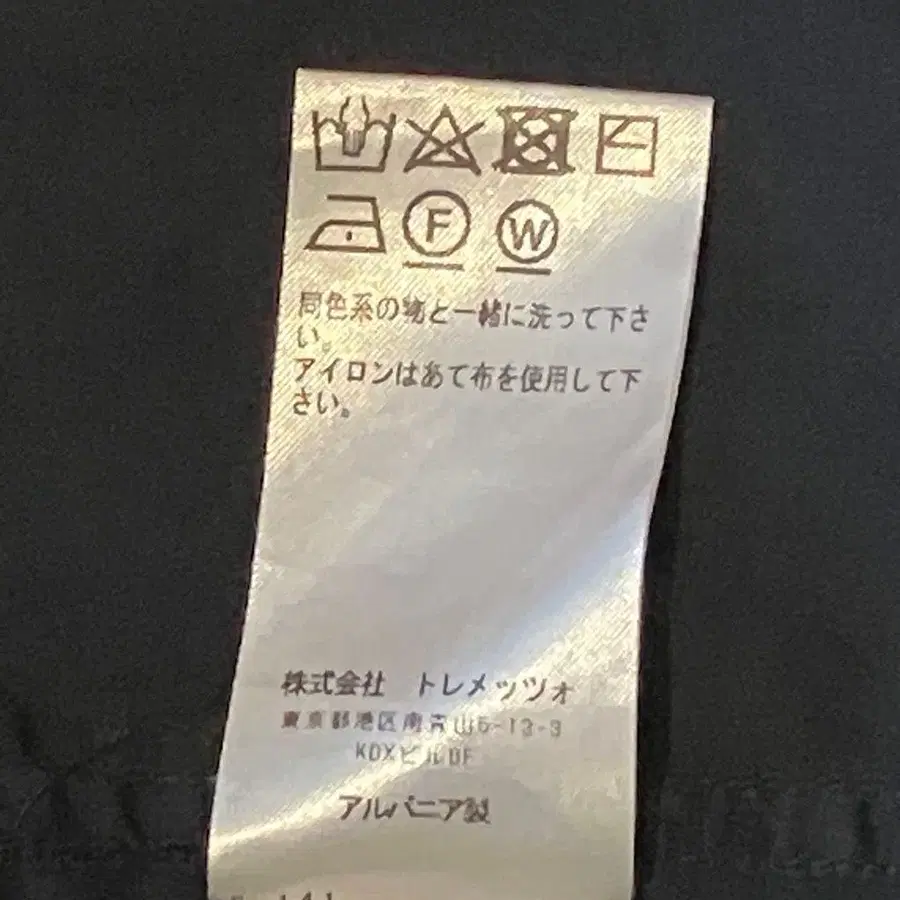 F W
同色系の物と一緒に洗って下さ
い。
アイロンはあて布を使用して下
さい。
株式会社 トレメッツォ
東京都港区南青山5-13-3
KDXビル
アルバニア製